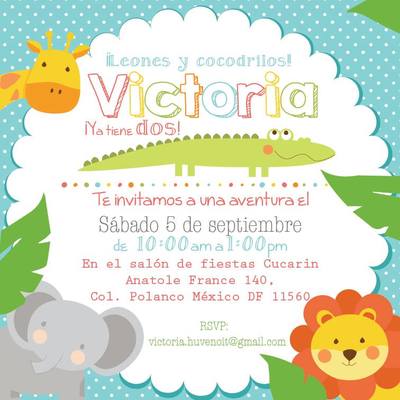 ¡Leones y cocodrilos!
Victoria
¡Ya tiene dos!
Te invitamos a una aventura el
Sábado 5 de septiembre
de 10:00 am a 1:00 pm
En el salón de fiestas Cucarin
Anatole France 140,
Col. Polanco México DF 11560
RSVP:
victoria.huvenoit@gmail.com